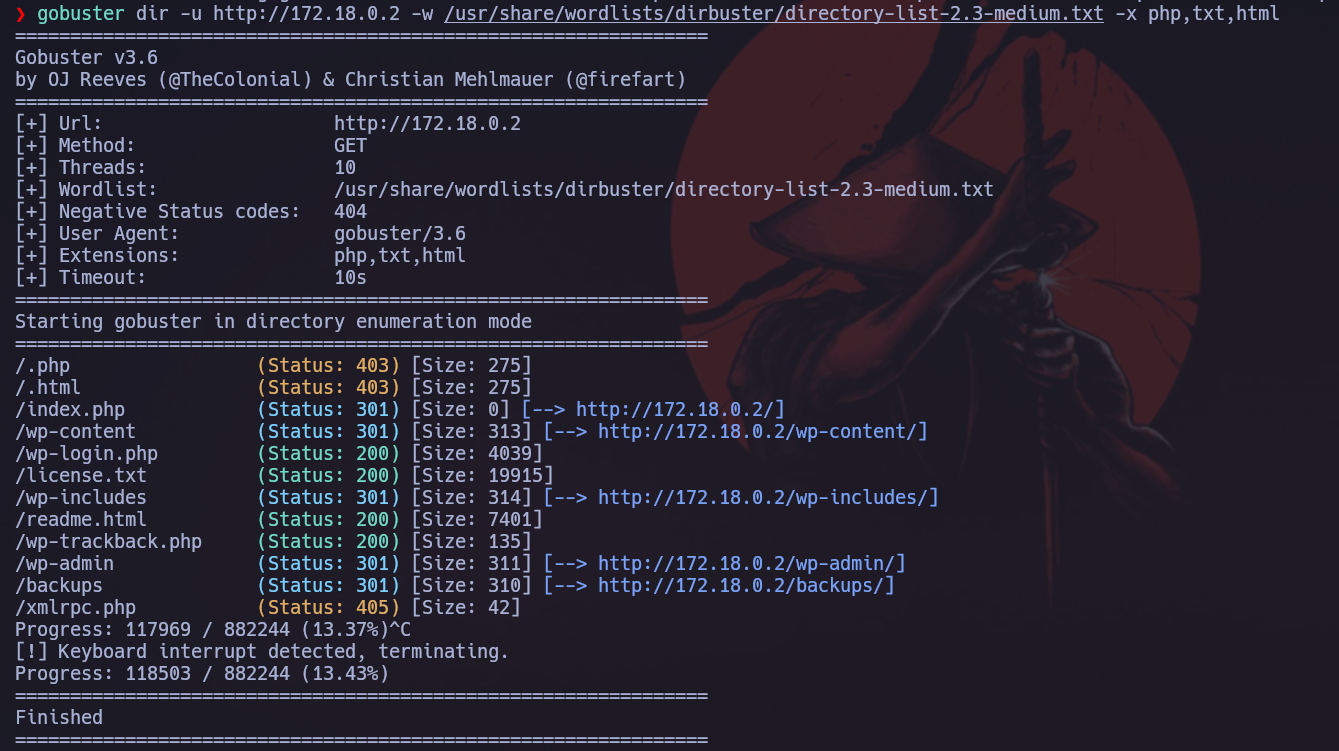 ❯ gobuster dir -u http://172.18.0.2 -w /usr/share/wordlists/dirbuster/directory-list-2.3-medium.txt -x php,txt,html
===============================================================
Gobuster v3.6
by OJ Reeves (@TheColonial) & Christian Mehlmauer (@firefart)
===============================================================
[+] Url:                     http://172.18.0.2
[+] Method:                  GET
[+] Threads:                 10
[+] Wordlist:                /usr/share/wordlists/dirbuster/directory-list-2.3-medium.txt
[+] Negative Status codes:   404
[+] User Agent:              gobuster/3.6
[+] Extensions:              php,txt,html
[+] Timeout:                 10s
===============================================================
Starting gobuster in directory enumeration mode
===============================================================
/.php                 (Status: 403) [Size: 275]
/.html                (Status: 403) [Size: 275]
/index.php            (Status: 301) [Size: 0] [--> http://172.18.0.2/]
/wp-content           (Status: 301) [Size: 313] [--> http://172.18.0.2/wp-content/]
/wp-login.php         (Status: 200) [Size: 4039]
/license.txt          (Status: 200) [Size: 19915]
/wp-includes          (Status: 301) [Size: 314] [--> http://172.18.0.2/wp-includes/]
/readme.html          (Status: 200) [Size: 7401]
/wp-trackback.php     (Status: 200) [Size: 135]
/wp-admin             (Status: 301) [Size: 311] [--> http://172.18.0.2/wp-admin/]
/backups              (Status: 301) [Size: 310] [--> http://172.18.0.2/backups/]
/xmlrpc.php           (Status: 405) [Size: 42]
Progress: 117969 / 882244 (13.37%)^C
[!] Keyboard interrupt detected, terminating.
Progress: 118503 / 882244 (13.43%)
===============================================================
Finished
===============================================================